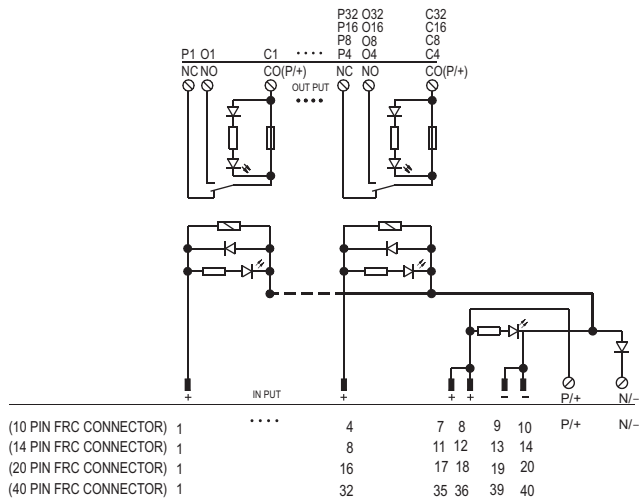 P32 O32 C32
P16 O16 C16
P8 O8 C8
P1 O1 C1 .... P4 O4 C4
NC NO CO(P/+) NC NO CO(P/+)
OUT PUT
....
IN PUT
+ + + + – – P/+ N/–
(10 PIN FRC CONNECTOR) 1 .... 4 7 8 9 10 P/+ N/–
(14 PIN FRC CONNECTOR) 1 8 11 12 13 14
(20 PIN FRC CONNECTOR) 1 16 17 18 19 20
(40 PIN FRC CONNECTOR) 1 32 35 36 39 40